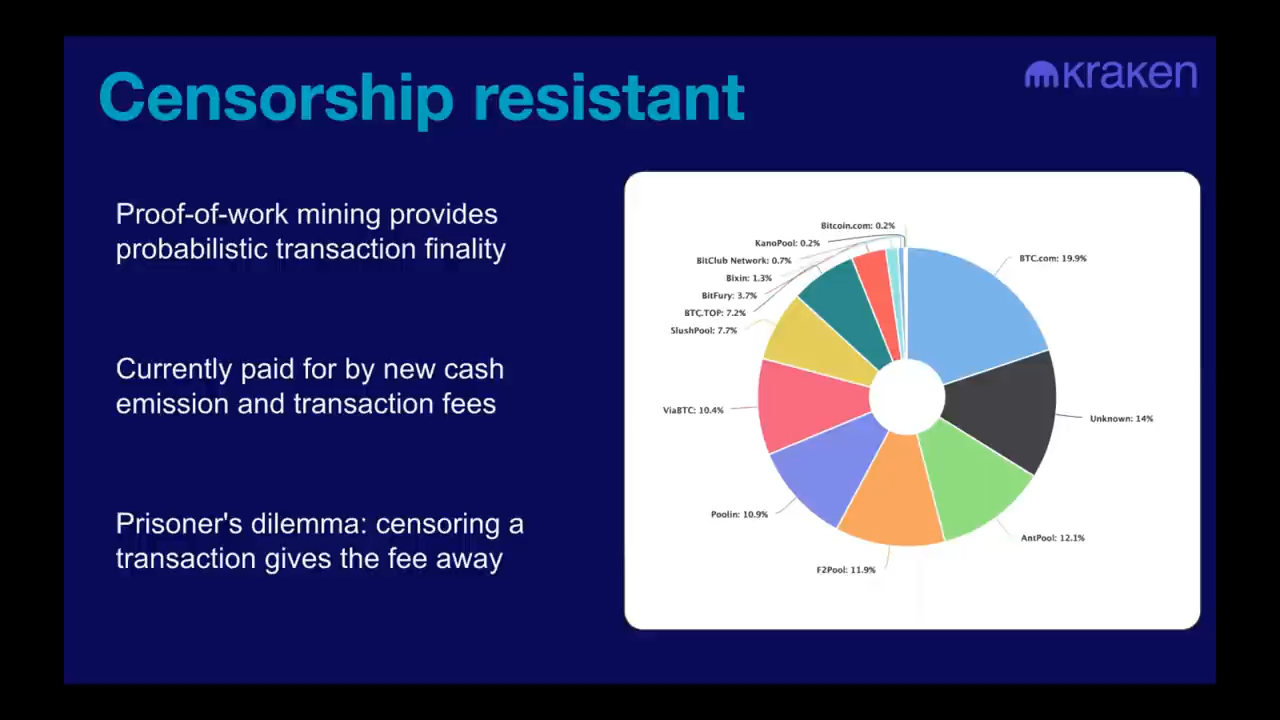 Censorship resistant
kraken
Proof-of-work mining provides
probabilistic transaction finality
Currently paid for by new cash
emission and transaction fees
Prisoner's dilemma: censoring a
transaction gives the fee away
Bitcoin.com: 0.2%
KanoPool: 0.2%
BitClub Network: 0.7%
Bixin: 1.3%
BitFury: 3.7%
BTC.TOP: 7.2%
SlushPool: 7.7%
ViaBTC: 10.4%
Poolin: 10.9%
F2Pool: 11.9%
AntPool: 12.1%
Unknown: 14%
BTC.com: 19.9%